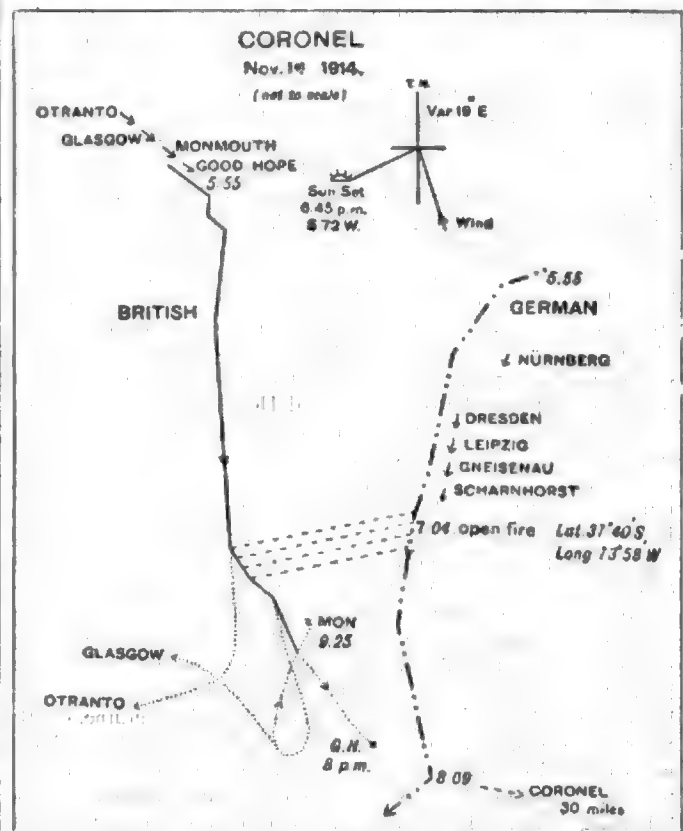 CORONEL
Nov. 1st 1914.
(not to scale)
T.N.
Var 19° E
OTRANTO
GLASGOW
MONMOUTH
GOOD HOPE
5.55
Sun Set
6.45 p.m.
S 72 W.
Wind
5.55
BRITISH
GERMAN
NÜRNBERG
DRESDEN
LEIPZIG
GNEISENAU
SCHARNHORST
7.04 open fire Lat. 37°40'S,
Long 73°58'W
MON
9.25
GLASGOW
OTRANTO
G.H.
8 p.m.
8.09
CORONEL
30 miles